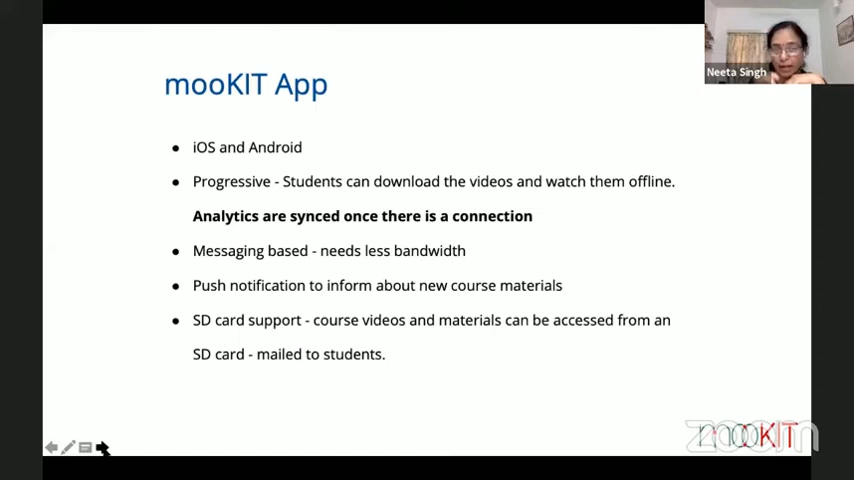 mooKIT App
Neeta Singh
● iOS and Android
● Progressive - Students can download the videos and watch them offline.
Analytics are synced once there is a connection
● Messaging based - needs less bandwidth
● Push notification to inform about new course materials
● SD card support - course videos and materials can be accessed from an
SD card - mailed to students.
zoom
mooKIT